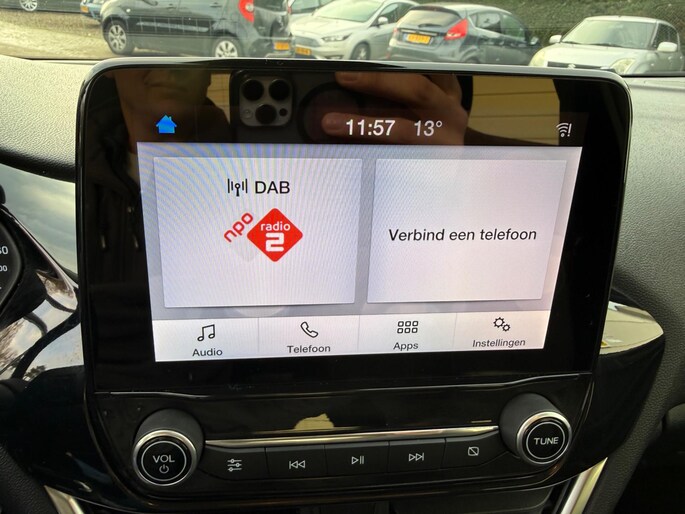 11:57 13°
DAB
npo
radio
2
Verbind een telefoon
Audio Telefoon Apps Instellingen
VOL
TUNE